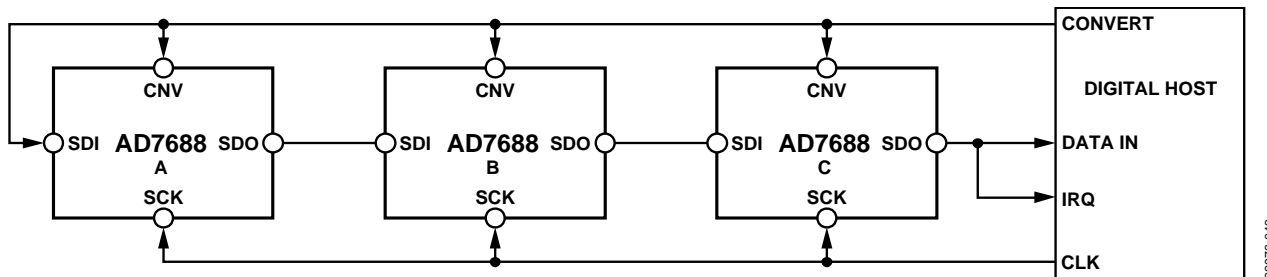 CONVERT
CNV
CNV
CNV
DIGITAL HOST
SDI AD7688 SDO
A
SDI AD7688 SDO
B
SDI AD7688 SDO
C
DATA IN
SCK
SCK
SCK
IRQ
CLK